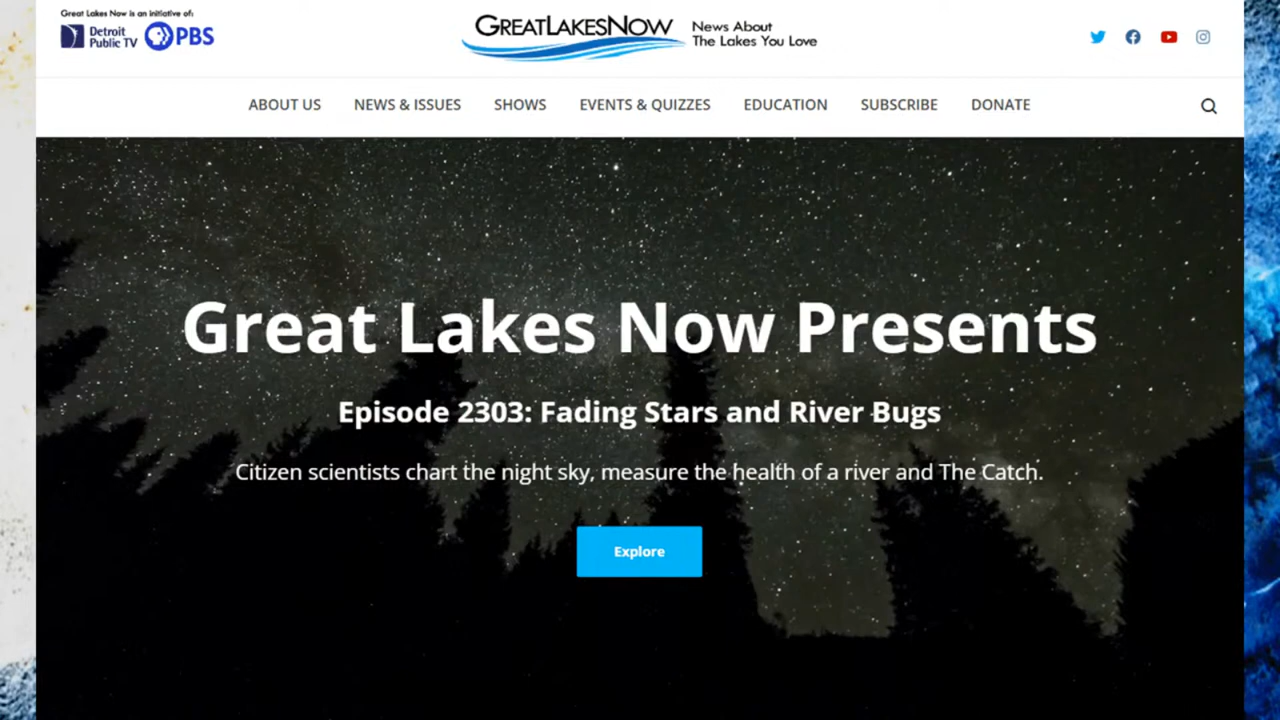 Great Lakes Now is an initiative of:
Detroit
Public TV
PBS
GREATLAKESNOW
News About
The Lakes You Love
ABOUT US
NEWS & ISSUES
SHOWS
EVENTS & QUIZZES
EDUCATION
SUBSCRIBE
DONATE
Great Lakes Now Presents
Episode 2303: Fading Stars and River Bugs
Citizen scientists chart the night sky, measure the health of a river and The Catch.
Explore